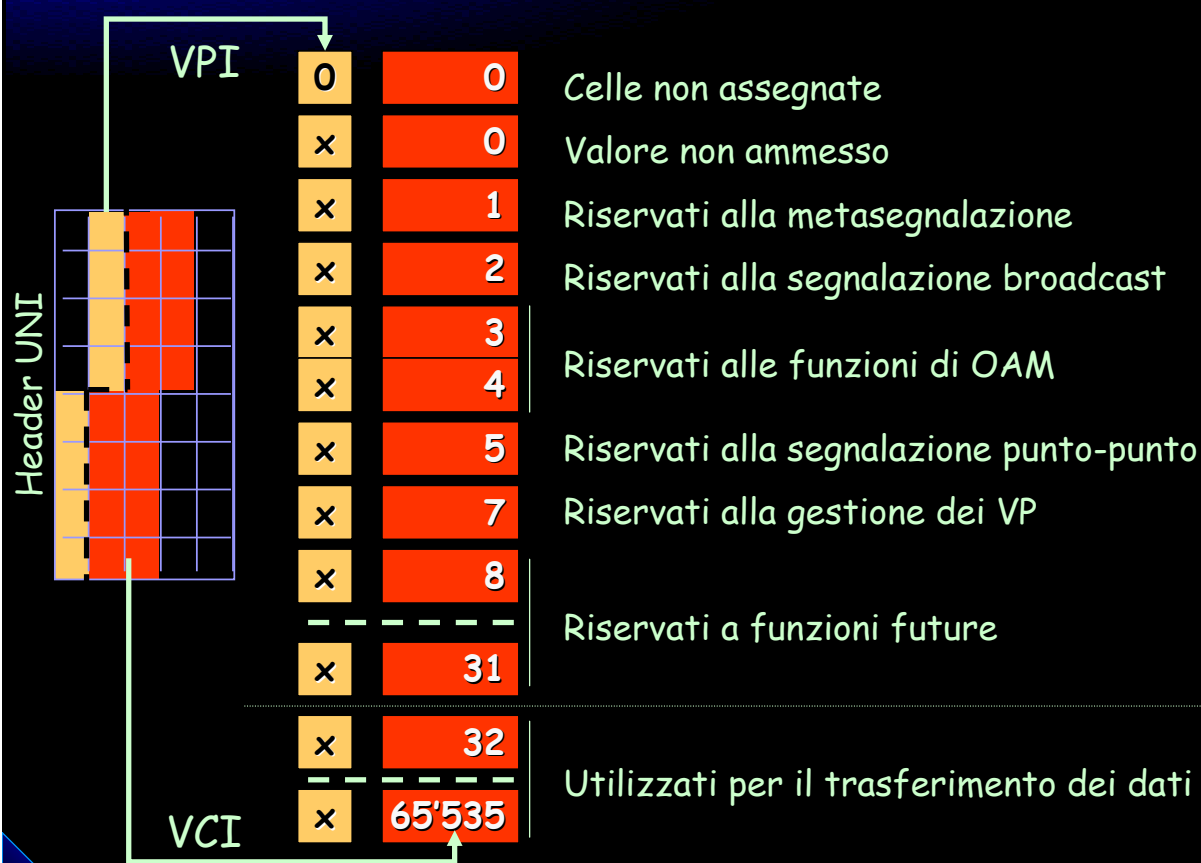 VPI
0 0 Celle non assegnate
x 0 Valore non ammesso
x 1 Riservati alla metasegnalazione
x 2 Riservati alla segnalazione broadcast
x 3
Riservati alle funzioni di OAM
x 4
x 5 Riservati alla segnalazione punto-punto
x 7 Riservati alla gestione dei VP
x 8
Riservati a funzioni future
x 31
x 32
Utilizzati per il trasferimento dei dati
x 65'535
VCI
Header UNI